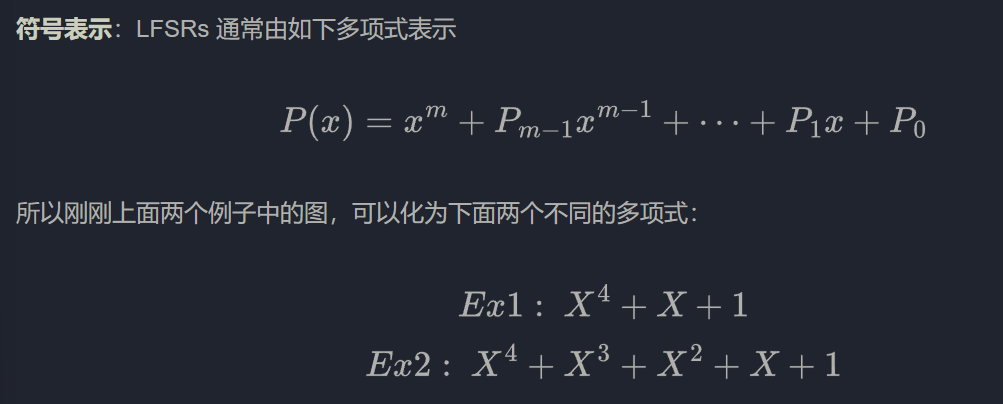 符号表示：LFSRs 通常由如下多项式表示
P(x) = x^m + P_{m-1}x^{m-1} + ··· + P_1x + P_0
所以刚刚上面两个例子中的图，可以化为下面两个不同的多项式：
Ex1 : X^4 + X + 1
Ex2 : X^4 + X^3 + X^2 + X + 1